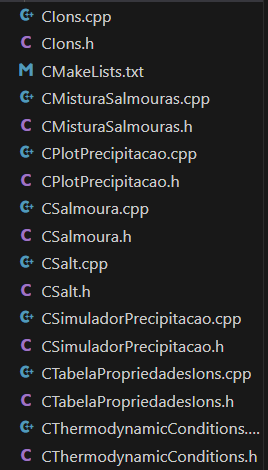 CIons.cpp
CIons.h
CMakeLists.txt
CMisturaSalmouras.cpp
CMisturaSalmouras.h
CPlotPrecipitacao.cpp
CPlotPrecipitacao.h
CSalmoura.cpp
CSalmoura.h
CSalt.cpp
CSalt.h
CSimuladorPrecipitacao.cpp
CSimuladorPrecipitacao.h
CTabelaPropriedadesIons.cpp
CTabelaPropriedadesIons.h
CThermodynamicConditions....
CThermodynamicConditions.h